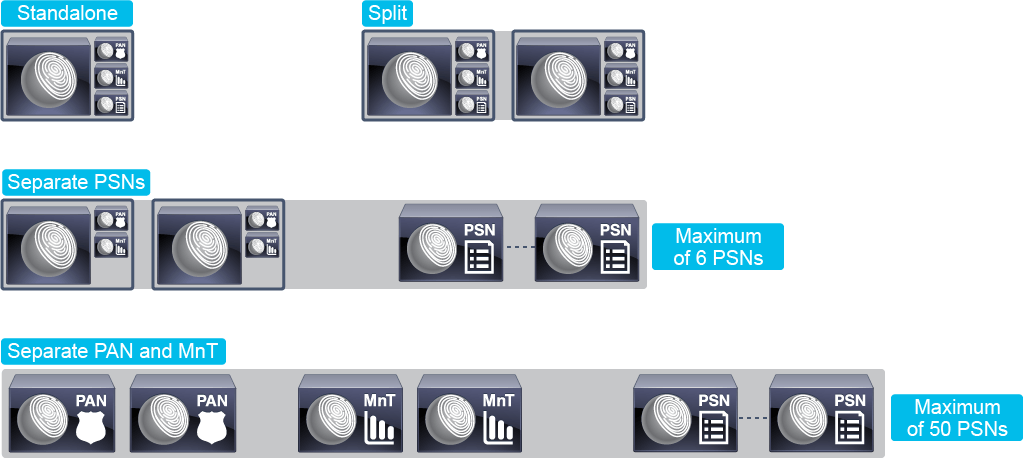 Standalone
Split
PAN
MnT
PSN
PAN
MnT
PSN
PAN
MnT
PSN
Separate PSNs
PAN
MnT
PAN
MnT
PSN
PSN
Maximum
of 6 PSNs
Separate PAN and MnT
PAN
PAN
MnT
MnT
PSN
PSN
Maximum
of 50 PSNs